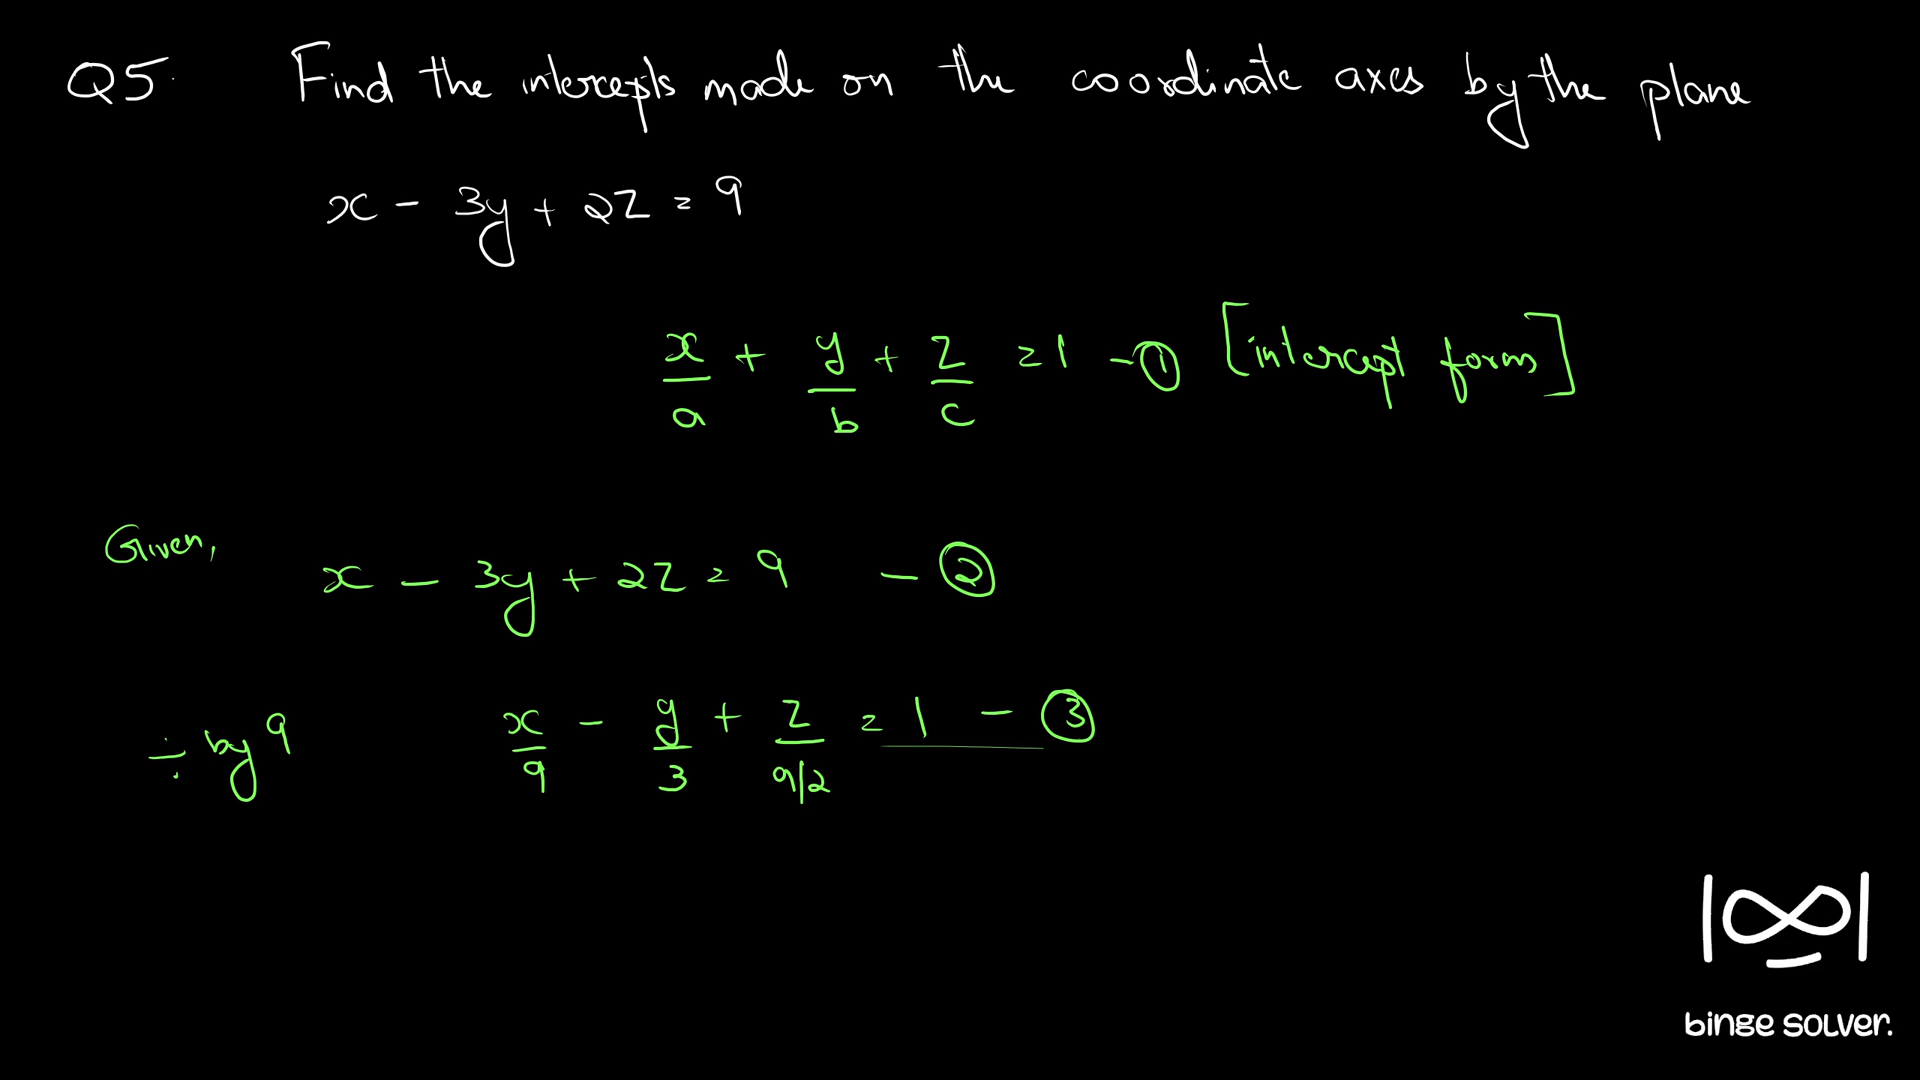 Q5. Find the intercepts made on the coordinate axes by the plane
x - 3y + 2z = 9
x/a + y/b + z/c = 1 - ① [intercept form]
Given,
x - 3y + 2z = 9 - ②
÷ by 9 x/9 - y/3 + z/9/2 = 1 - ③
binge solver.